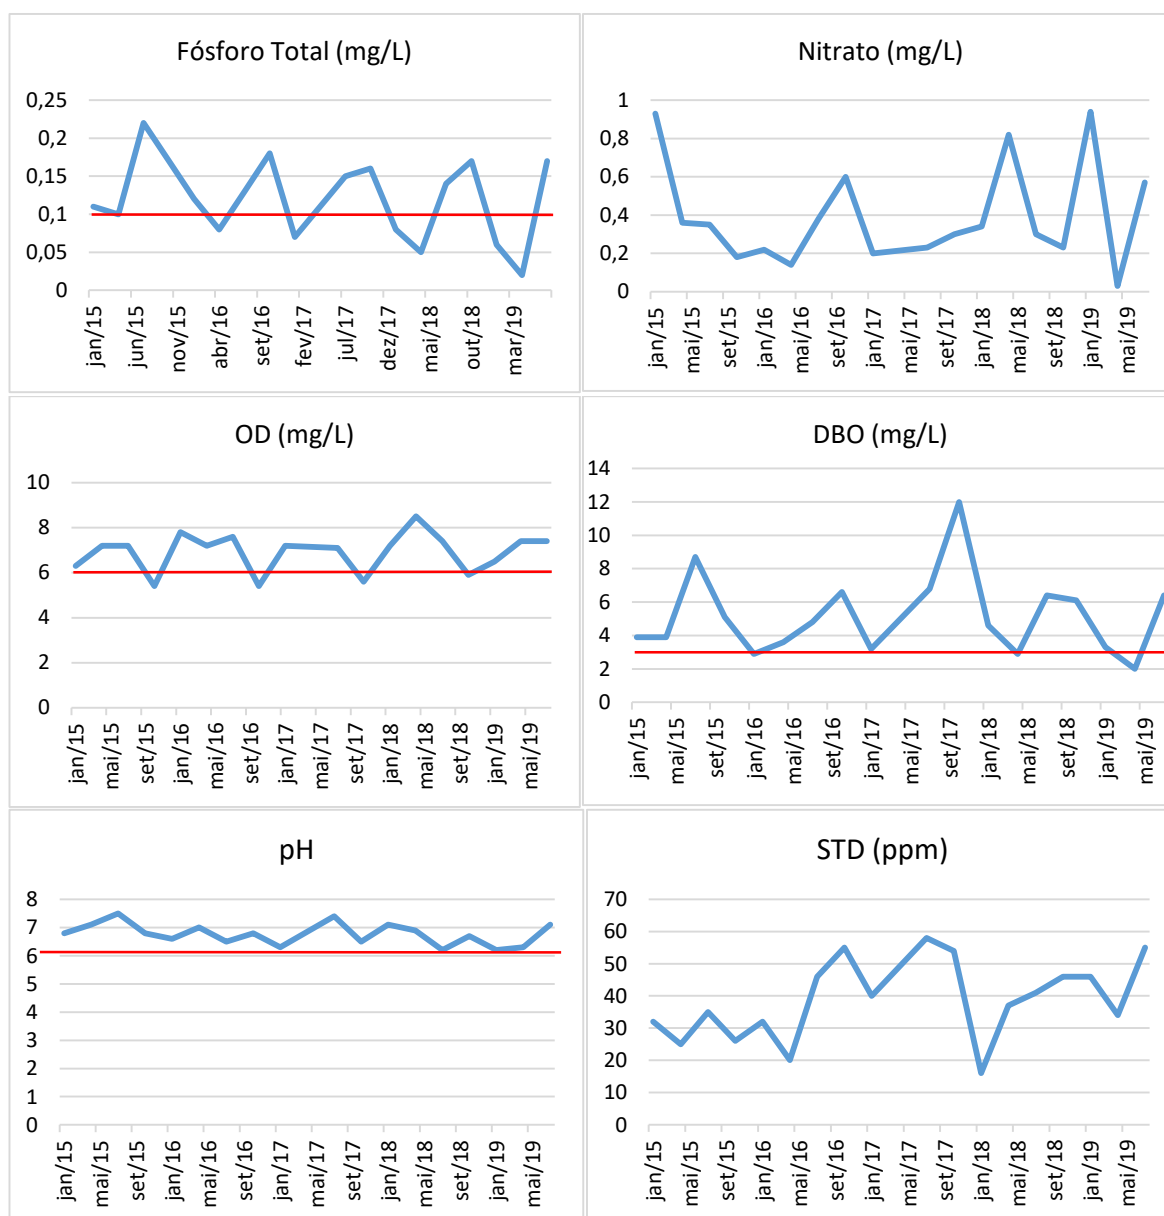 Fósforo Total (mg/L)
0,25
0,2
0,15
0,1
0,05
0
jan/15
jun/15
nov/15
abr/16
set/16
fev/17
jul/17
dez/17
mai/18
out/18
mar/19
Nitrato (mg/L)
1
0,8
0,6
0,4
0,2
0
jan/15
mai/15
set/15
jan/16
mai/16
set/16
jan/17
mai/17
set/17
jan/18
mai/18
set/18
jan/19
mai/19
OD (mg/L)
10
8
6
4
2
0
jan/15
mai/15
set/15
jan/16
mai/16
set/16
jan/17
mai/17
set/17
jan/18
mai/18
set/18
jan/19
mai/19
DBO (mg/L)
14
12
10
8
6
4
2
0
jan/15
mai/15
set/15
jan/16
mai/16
set/16
jan/17
mai/17
set/17
jan/18
mai/18
set/18
jan/19
mai/19
pH
8
7
6
5
4
3
2
1
0
jan/15
mai/15
set/15
jan/16
mai/16
set/16
jan/17
mai/17
set/17
jan/18
mai/18
set/18
jan/19
mai/19
STD (ppm)
70
60
50
40
30
20
10
0
jan/15
mai/15
set/15
jan/16
mai/16
set/16
jan/17
mai/17
set/17
jan/18
mai/18
set/18
jan/19
mai/19